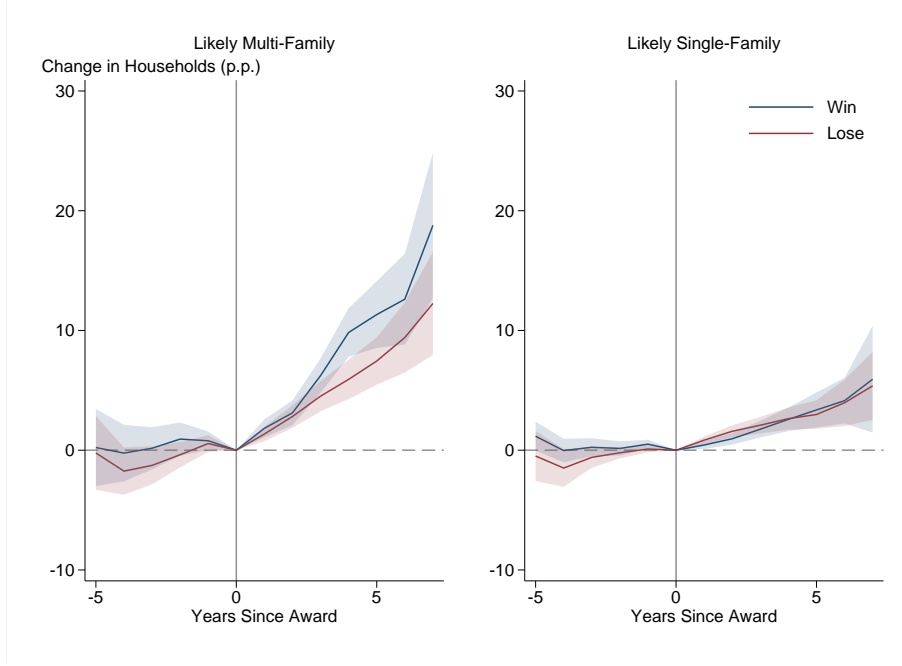 Likely Multi-Family
Change in Households (p.p.)
30
20
10
0
-10
-5
0
5
Years Since Award
Likely Single-Family
Win
Lose
30
20
10
0
-10
-5
0
5
Years Since Award